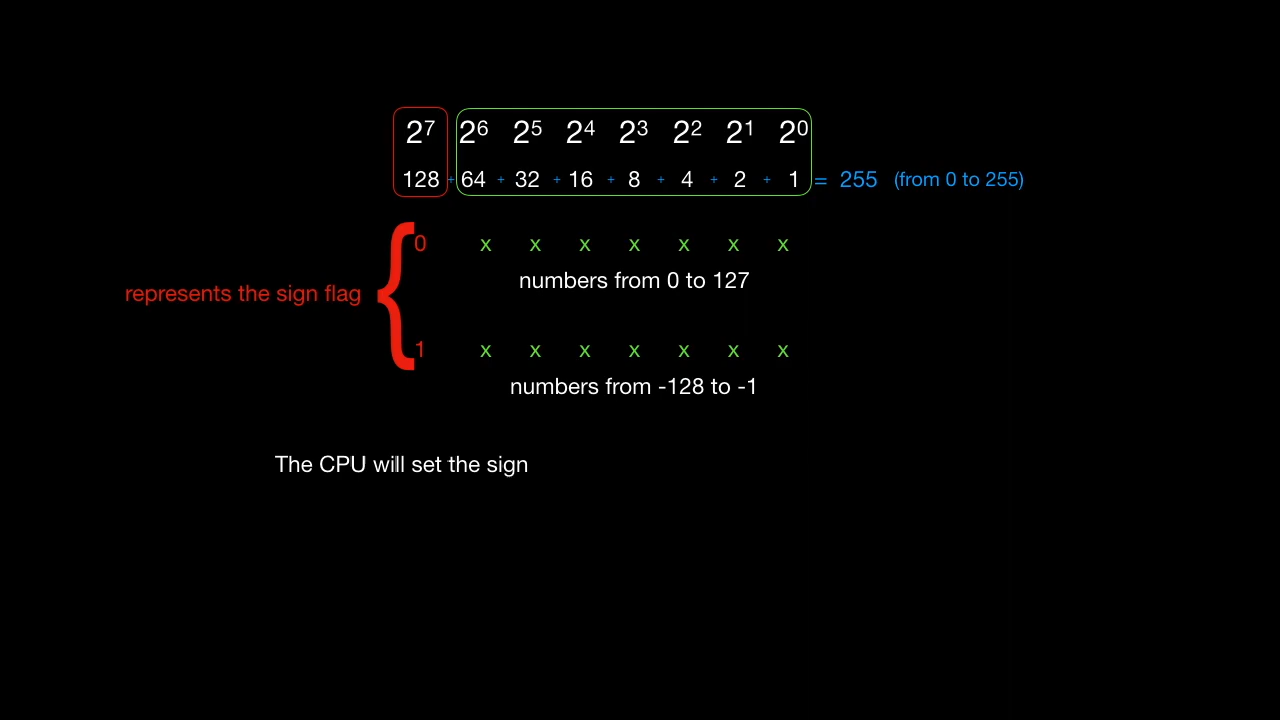 2⁷ 2⁶ 2⁵ 2⁴ 2³ 2² 2¹ 2⁰
128 + 64 + 32 + 16 + 8 + 4 + 2 + 1 = 255 (from 0 to 255)
0 x x x x x x x
numbers from 0 to 127
represents the sign flag {
1 x x x x x x x
numbers from -128 to -1
The CPU will set the sign